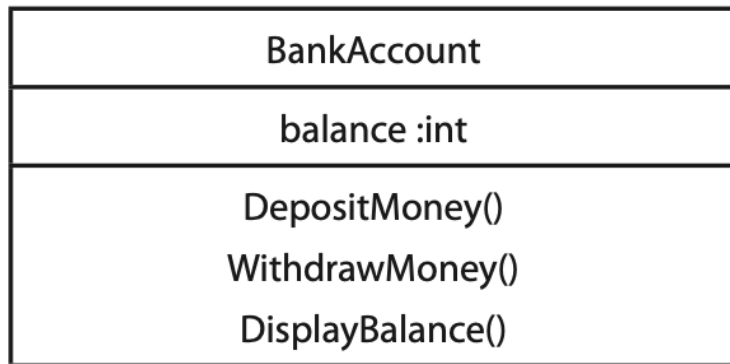 BankAccount
balance :int
DepositMoney()
WithdrawMoney()
DisplayBalance()